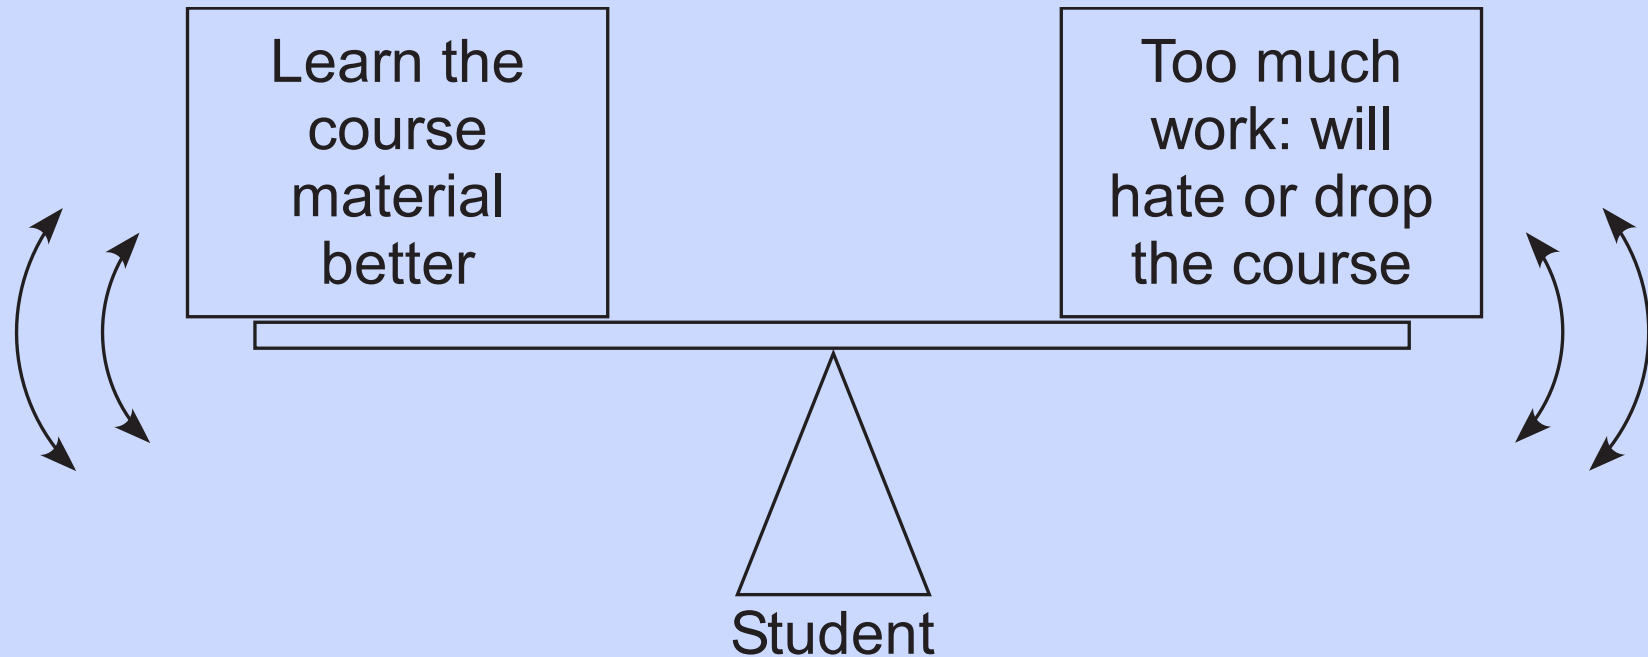 Learn the
course
material
better
Too much
work: will
hate or drop
the course
Student